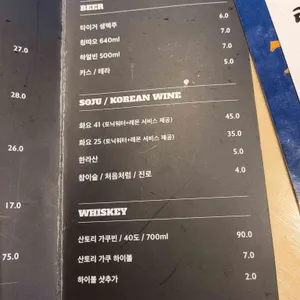 BEER
타이거 생맥주 6.0
칭따오 640ml 7.0
하얼빈 500ml 7.0
카스 / 테라 5.0
SOJU / KOREAN WINE
화요 41 (토닉워터+레몬 서비스 제공) 45.0
화요 25 (토닉워터+레몬 서비스 제공) 35.0
한라산 5.0
참이슬 / 처음처럼 / 진로 4.0
WHISKEY
산토리 가쿠빈 / 40도 / 700ml 90.0
산토리 가쿠 하이볼 7.0
하이볼 샷추가 2.0
27.0
28.0
26.0
17.0
75.0